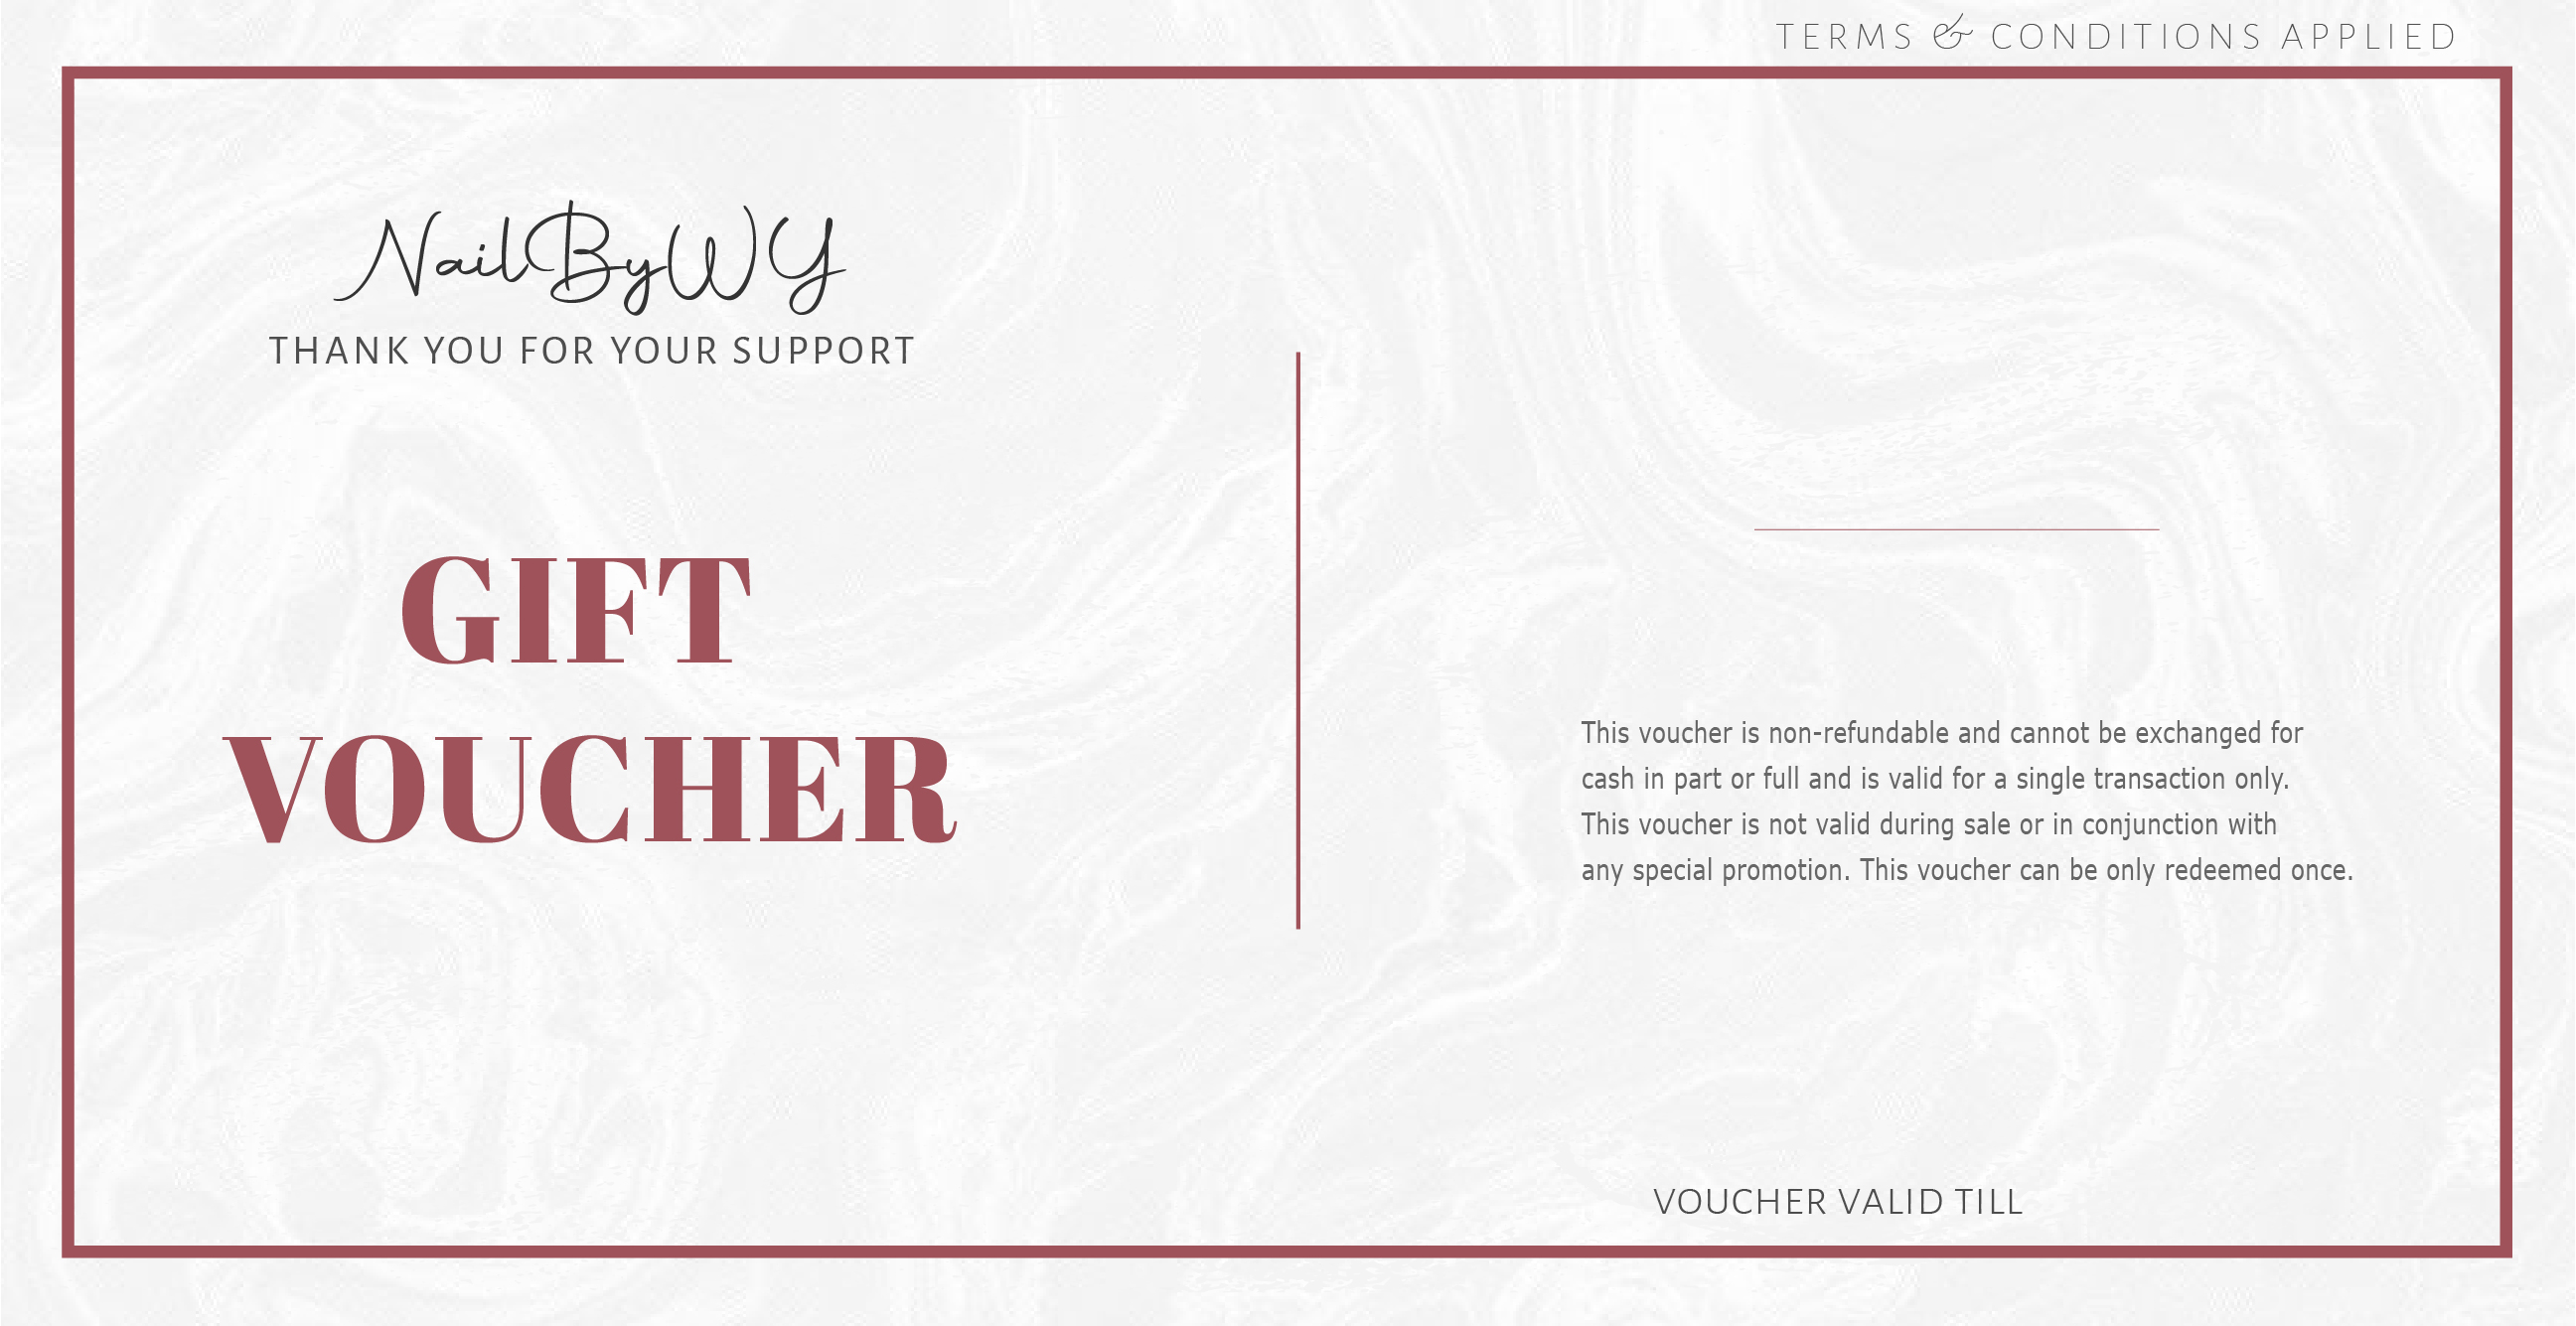 TERMS & CONDITIONS APPLIED
NailByWY
THANK YOU FOR YOUR SUPPORT
GIFT
VOUCHER
This voucher is non-refundable and cannot be exchanged for
cash in part or full and is valid for a single transaction only.
This voucher is not valid during sale or in conjunction with
any special promotion. This voucher can be only redeemed once.
VOUCHER VALID TILL